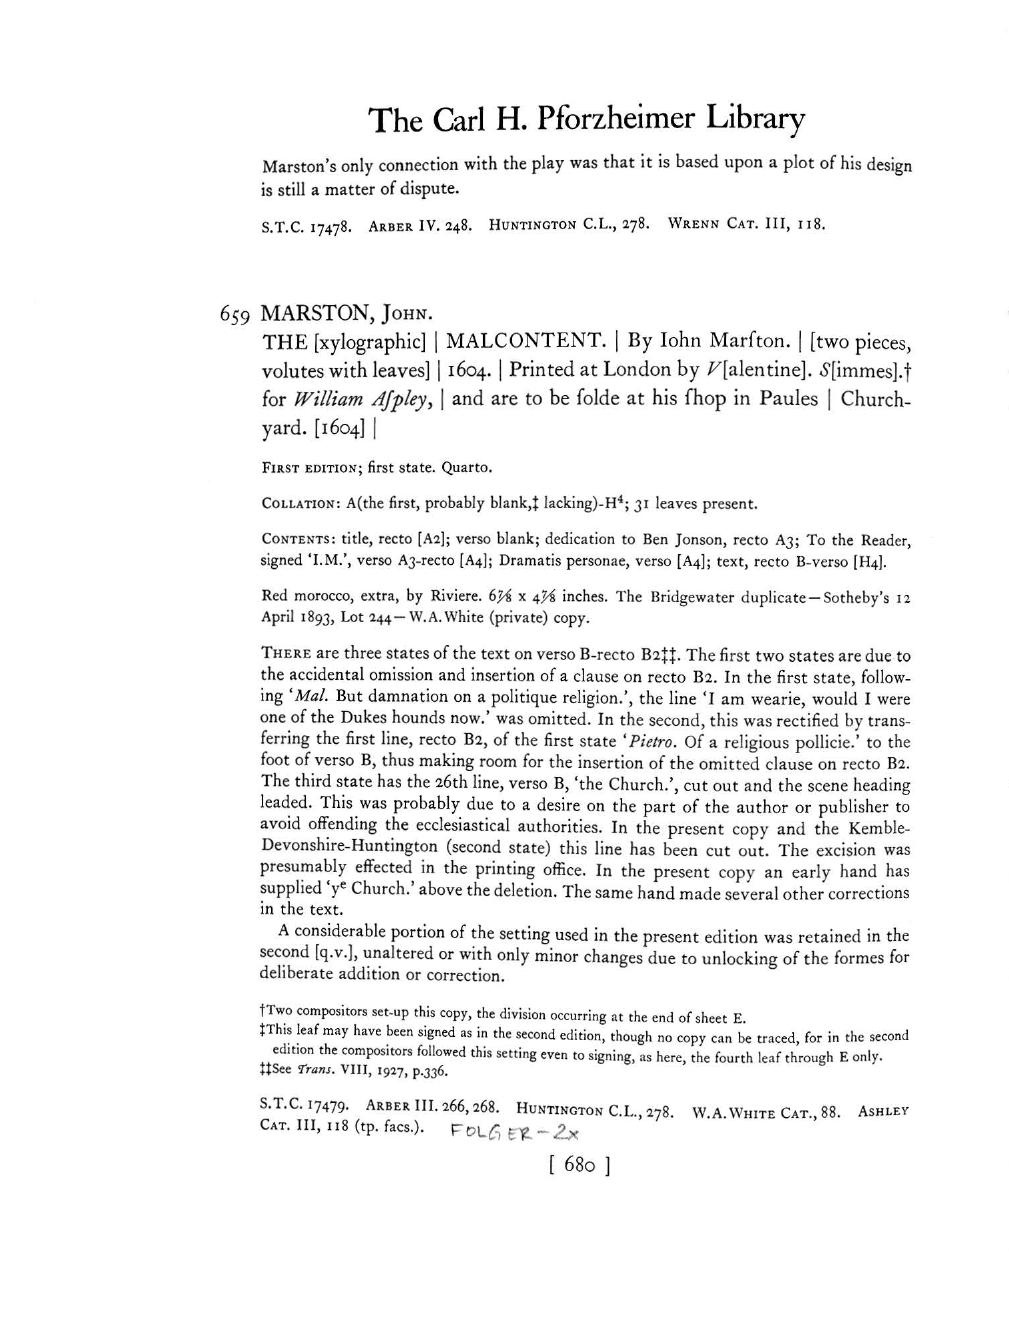 The Carl H. Pforzheimer Library
Marston's only connection with the play was that it is based upon a plot of his design
is still a matter of dispute.
S.T.C. 17478. ARBER IV. 248. HUNTINGTON C.L., 278. WRENN CAT. III, 118.
659 MARSTON, JOHN.
THE [xylographic] | MALCONTENT. | By Iohn Marſton. | [two pieces,
volutes with leaves] | 1604. | Printed at London by V[alentine]. S[immes].†
for William Aſpley, | and are to be ſolde at his ſhop in Paules | Church-
yard. [1604] |
FIRST EDITION; first state. Quarto.
COLLATION: A(the first, probably blank,‡ lacking)-H⁴; 31 leaves present.
CONTENTS: title, recto [A2]; verso blank; dedication to Ben Jonson, recto A3; To the Reader,
signed 'I.M.', verso A3-recto [A4]; Dramatis personae, verso [A4]; text, recto B-verso [H4].
Red morocco, extra, by Riviere. 6⅞ x 4⅞ inches. The Bridgewater duplicate—Sotheby's 12
April 1893, Lot 244—W.A.White (private) copy.
THERE are three states of the text on verso B-recto B2‡‡. The first two states are due to
the accidental omission and insertion of a clause on recto B2. In the first state, follow-
ing 'Mal. But damnation on a politique religion.', the line 'I am wearie, would I were
one of the Dukes hounds now.' was omitted. In the second, this was rectified by trans-
ferring the first line, recto B2, of the first state 'Pietro. Of a religious pollicie.' to the
foot of verso B, thus making room for the insertion of the omitted clause on recto B2.
The third state has the 26th line, verso B, 'the Church.', cut out and the scene heading
leaded. This was probably due to a desire on the part of the author or publisher to
avoid offending the ecclesiastical authorities. In the present copy and the Kemble-
Devonshire-Huntington (second state) this line has been cut out. The excision was
presumably effected in the printing office. In the present copy an early hand has
supplied 'yᵉ Church.' above the deletion. The same hand made several other corrections
in the text.
A considerable portion of the setting used in the present edition was retained in the
second [q.v.], unaltered or with only minor changes due to unlocking of the formes for
deliberate addition or correction.
†Two compositors set-up this copy, the division occurring at the end of sheet E.
‡This leaf may have been signed as in the second edition, though no copy can be traced, for in the second
edition the compositors followed this setting even to signing, as here, the fourth leaf through E only.
‡‡See Trans. VIII, 1927, p.336.
S.T.C. 17479. ARBER III. 266, 268. HUNTINGTON C.L., 278. W.A.WHITE CAT., 88. ASHLEY
CAT. III, 118 (tp. facs.). FOLGER-2x
[ 680 ]